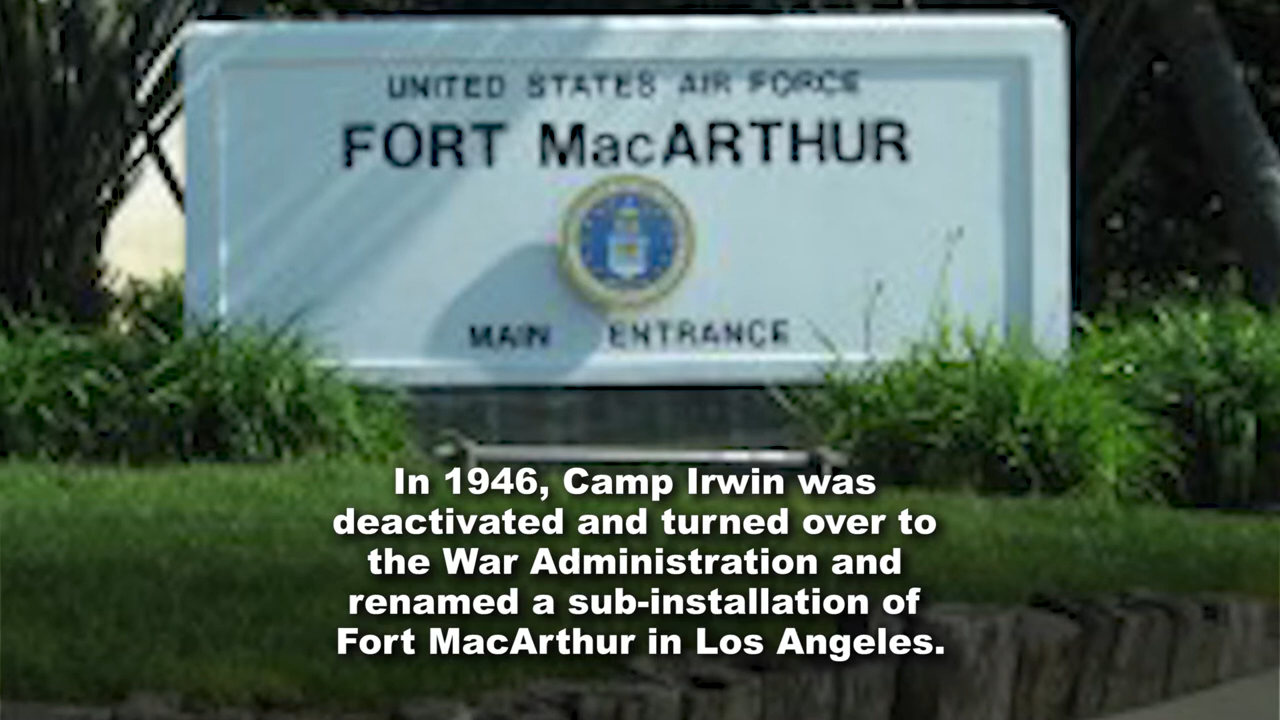 UNITED STATES AIR FORCE
FORT MacARTHUR
MAIN ENTRANCE
In 1946, Camp Irwin was
deactivated and turned over to
the War Administration and
renamed a sub-installation of
Fort MacArthur in Los Angeles.